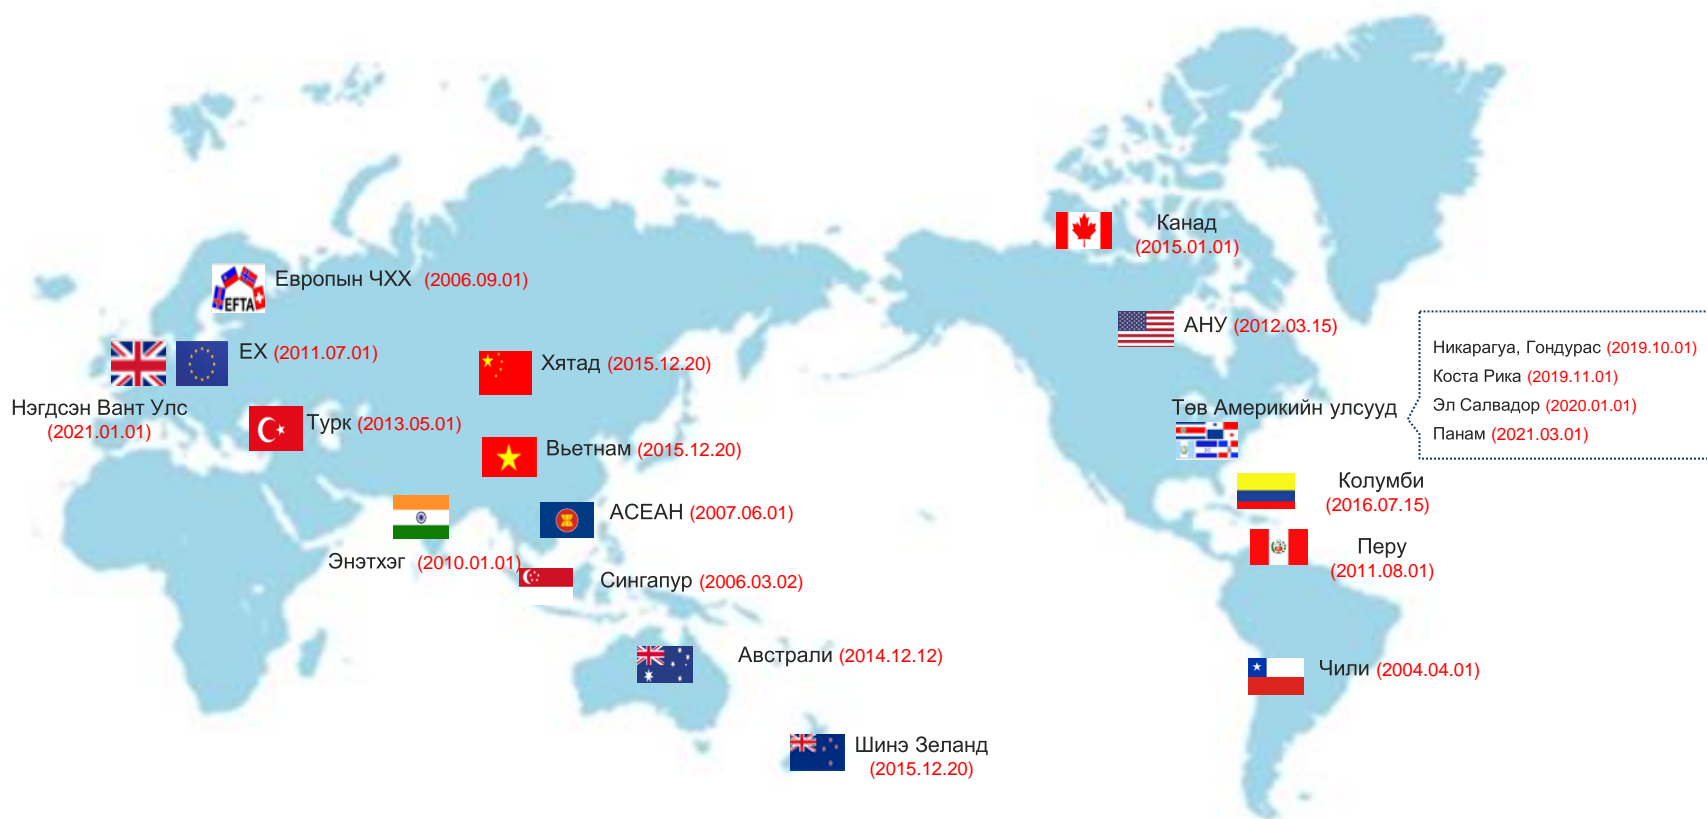 Канад
(2015.01.01)
Европын ЧХХ (2006.09.01)
EFTA
АНУ (2012.03.15)
ЕХ (2011.07.01)
Хятад (2015.12.20)
Нэгдсэн Вант Улс
(2021.01.01)
Турк (2013.05.01)
Вьетнам (2015.12.20)
Төв Америкийн улсууд
Никарагуа, Гондурас (2019.10.01)
Коста Рика (2019.11.01)
Эл Салвадор (2020.01.01)
Панам (2021.03.01)
Колумби
(2016.07.15)
АСЕАН (2007.06.01)
Энэтхэг (2010.01.01)
Перу
(2011.08.01)
Сингапур (2006.03.02)
Австрали (2014.12.12)
Чили (2004.04.01)
Шинэ Зеланд
(2015.12.20)